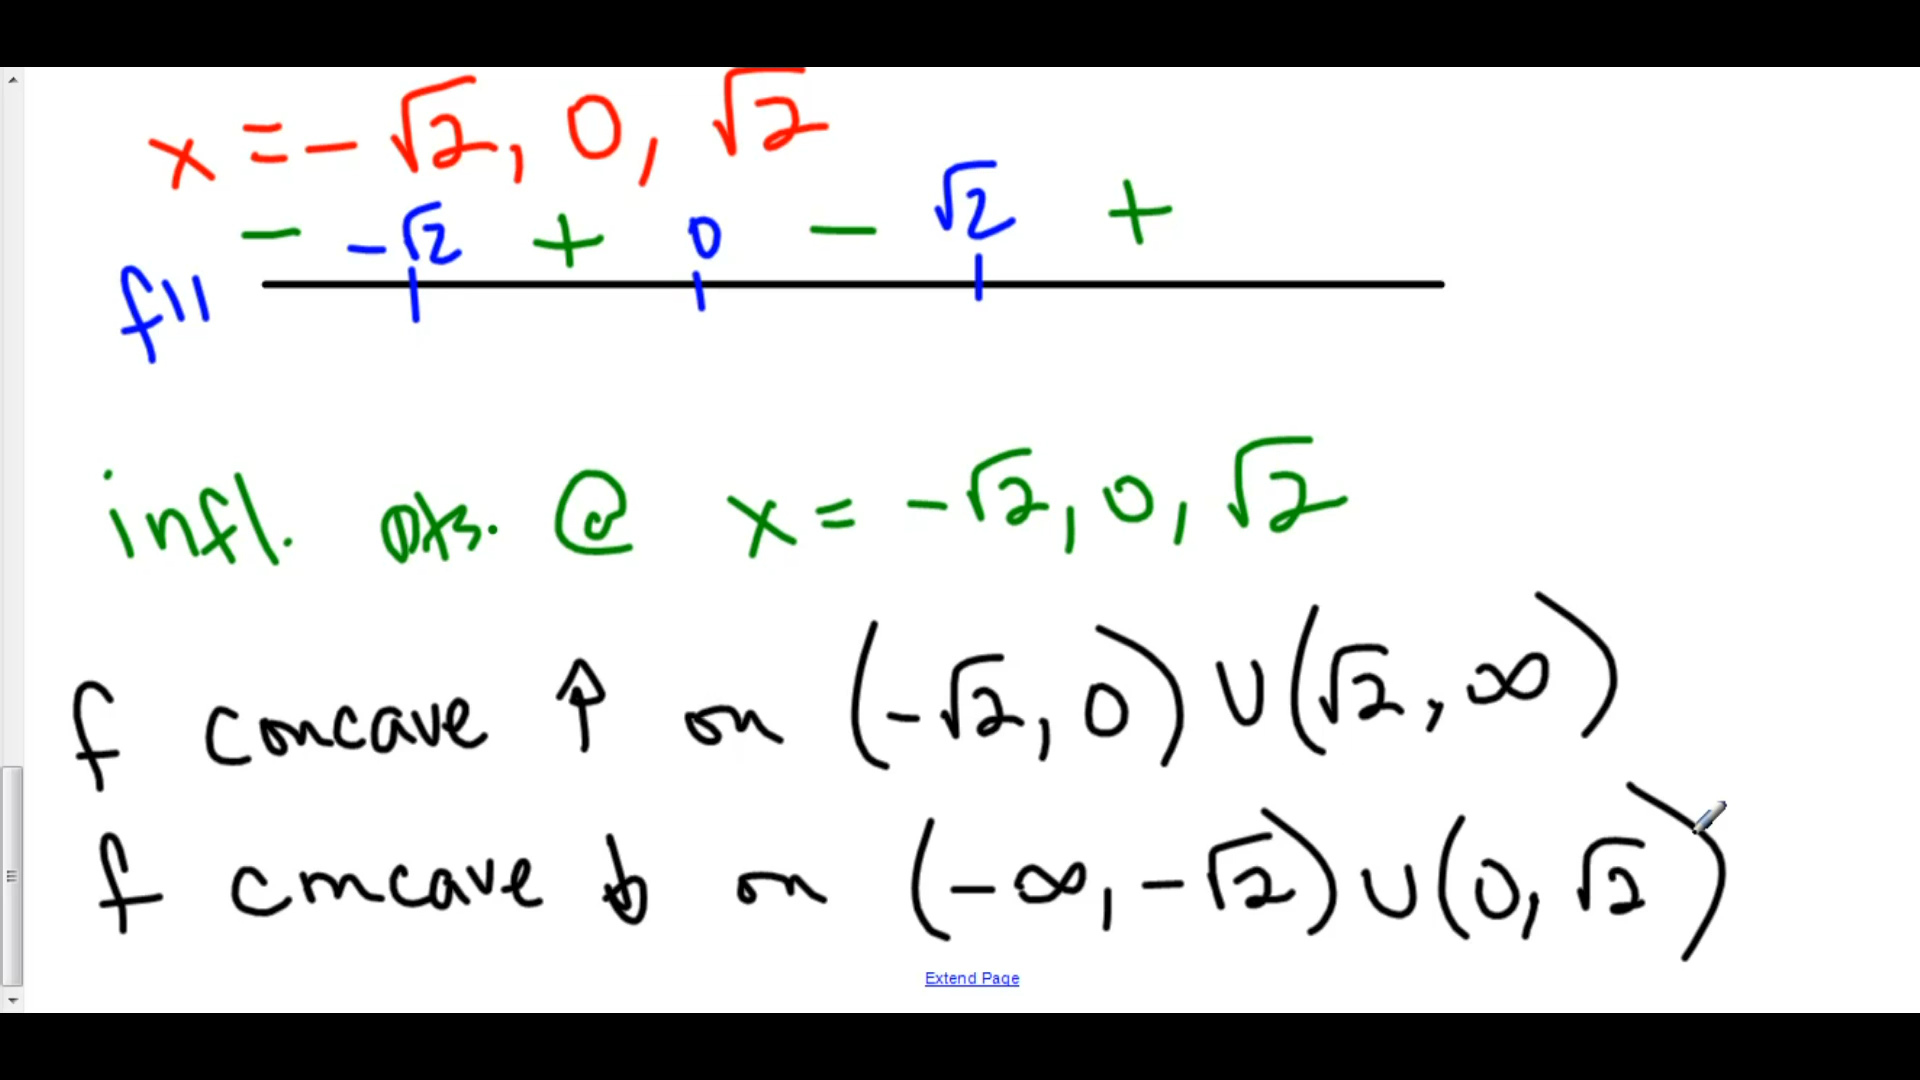 x = -√2, 0, √2
- -√2 + 0 - √2 +
f''
infl. pts. @ x = -√2, 0, √2
f concave ↑ on (-√2, 0) ∪ (√2, ∞)
f concave ↓ on (-∞, -√2) ∪ (0, √2)
Extend Page